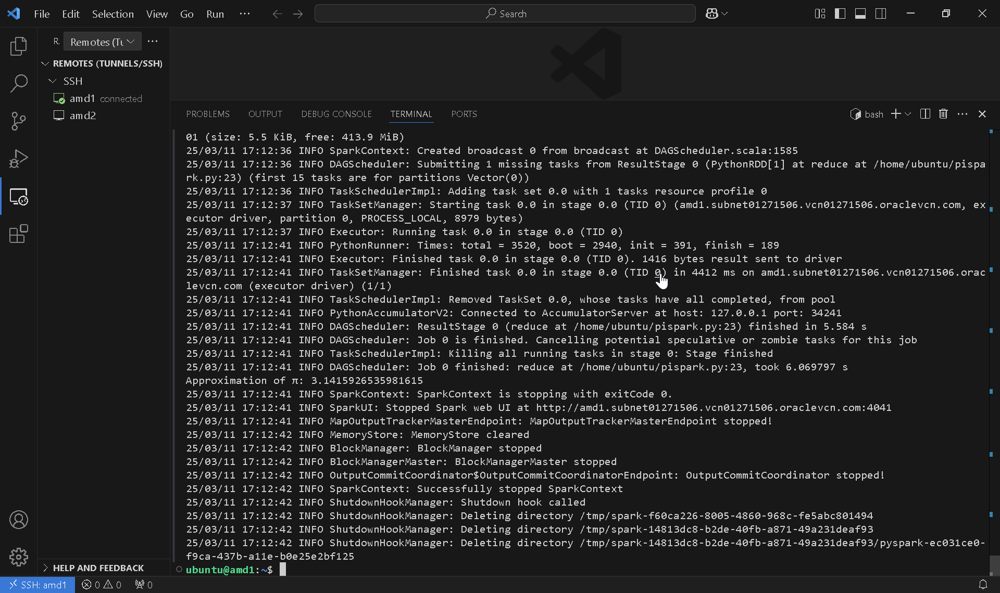 File Edit Selection View Go Run ···
Search
R. Remotes (Tu ···
REMOTES (TUNNELS/SSH)
SSH
amd1 connected
amd2
PROBLEMS OUTPUT DEBUG CONSOLE TERMINAL PORTS
bash
01 (size: 5.5 KiB, free: 413.9 MiB)
25/03/11 17:12:36 INFO SparkContext: Created broadcast 0 from broadcast at DAGScheduler.scala:1585
25/03/11 17:12:36 INFO DAGScheduler: Submitting 1 missing tasks from ResultStage 0 (PythonRDD[1] at reduce at /home/ubuntu/pispa
rk.py:23) (first 15 tasks are for partitions Vector(0))
25/03/11 17:12:36 INFO TaskSchedulerImpl: Adding task set 0.0 with 1 tasks resource profile 0
25/03/11 17:12:37 INFO TaskSetManager: Starting task 0.0 in stage 0.0 (TID 0) (amd1.subnet01271506.vcn01271506.oraclevcn.com, ex
ecutor driver, partition 0, PROCESS_LOCAL, 8979 bytes)
25/03/11 17:12:37 INFO Executor: Running task 0.0 in stage 0.0 (TID 0)
25/03/11 17:12:41 INFO PythonRunner: Times: total = 3520, boot = 2940, init = 391, finish = 189
25/03/11 17:12:41 INFO Executor: Finished task 0.0 in stage 0.0 (TID 0). 1416 bytes result sent to driver
25/03/11 17:12:41 INFO TaskSetManager: Finished task 0.0 in stage 0.0 (TID 0) in 4412 ms on amd1.subnet01271506.vcn01271506.orac
levcn.com (executor driver) (1/1)
25/03/11 17:12:41 INFO TaskSchedulerImpl: Removed TaskSet 0.0, whose tasks have all completed, from pool
25/03/11 17:12:41 INFO PythonAccumulatorV2: Connected to AccumulatorServer at host: 127.0.0.1 port: 34241
25/03/11 17:12:41 INFO DAGScheduler: ResultStage 0 (reduce at /home/ubuntu/pispark.py:23) finished in 5.584 s
25/03/11 17:12:41 INFO DAGScheduler: Job 0 is finished. Cancelling potential speculative or zombie tasks for this job
25/03/11 17:12:41 INFO TaskSchedulerImpl: Killing all running tasks in stage 0: Stage finished
25/03/11 17:12:41 INFO DAGScheduler: Job 0 finished: reduce at /home/ubuntu/pispark.py:23, took 6.069797 s
Approximation of π: 3.1415926535981615
25/03/11 17:12:41 INFO SparkContext: SparkContext is stopping with exitCode 0.
25/03/11 17:12:41 INFO SparkUI: Stopped Spark web UI at http://amd1.subnet01271506.vcn01271506.oraclevcn.com:4041
25/03/11 17:12:41 INFO MapOutputTrackerMasterEndpoint: MapOutputTrackerMasterEndpoint stopped!
25/03/11 17:12:42 INFO MemoryStore: MemoryStore cleared
25/03/11 17:12:42 INFO BlockManager: BlockManager stopped
25/03/11 17:12:42 INFO BlockManagerMaster: BlockManagerMaster stopped
25/03/11 17:12:42 INFO OutputCommitCoordinator$OutputCommitCoordinatorEndpoint: OutputCommitCoordinator stopped!
25/03/11 17:12:42 INFO SparkContext: Successfully stopped SparkContext
25/03/11 17:12:42 INFO ShutdownHookManager: Shutdown hook called
25/03/11 17:12:42 INFO ShutdownHookManager: Deleting directory /tmp/spark-f60ca226-8005-4860-968c-fe5abc801494
25/03/11 17:12:42 INFO ShutdownHookManager: Deleting directory /tmp/spark-14813dc8-b2de-40fb-a871-49a231deaf93
25/03/11 17:12:42 INFO ShutdownHookManager: Deleting directory /tmp/spark-14813dc8-b2de-40fb-a871-49a231deaf93/pyspark-ec031ce0-
f9ca-437b-a11e-b0e25e2bf125
ubuntu@amd1:~$
HELP AND FEEDBACK
SSH: amd1 0 0 0